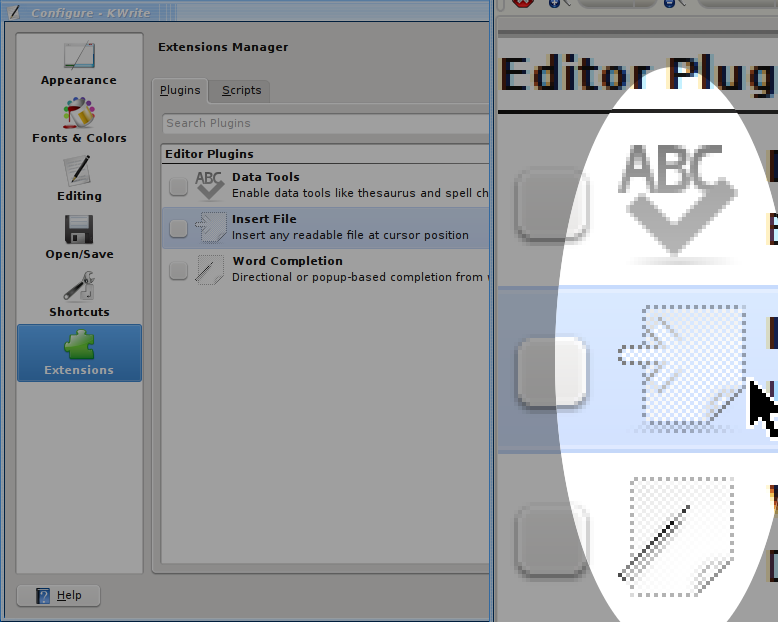 Configure - KWrite
Appearance
Fonts & Colors
Editing
Open/Save
Shortcuts
Extensions
Help
Extensions Manager
Plugins
Scripts
Search Plugins
Editor Plugins
ABC
Data Tools
Enable data tools like thesaurus and spell ch
Insert File
Insert any readable file at cursor position
Word Completion
Directional or popup-based completion from
Editor Plug
ABC